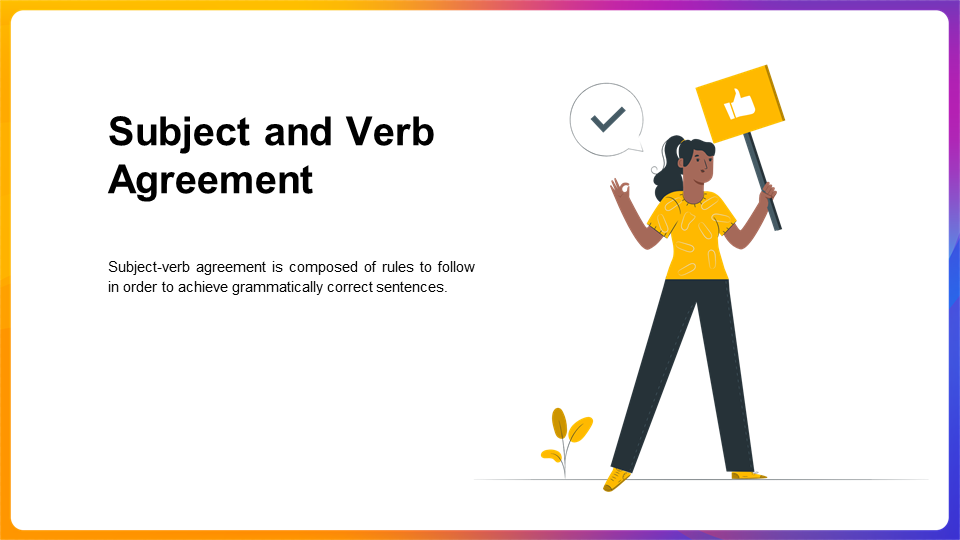 Subject and Verb
Agreement
Subject-verb agreement is composed of rules to follow
in order to achieve grammatically correct sentences.